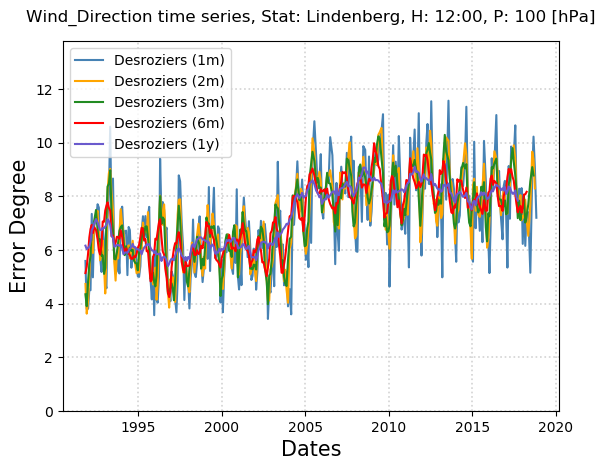 Wind_Direction time series, Stat: Lindenberg, H: 12:00, P: 100 [hPa]
Desroziers (1m)
Desroziers (2m)
Desroziers (3m)
Desroziers (6m)
Desroziers (1y)
12
10
8
6
4
2
0
Error Degree
1995 2000 2005 2010 2015 2020
Dates